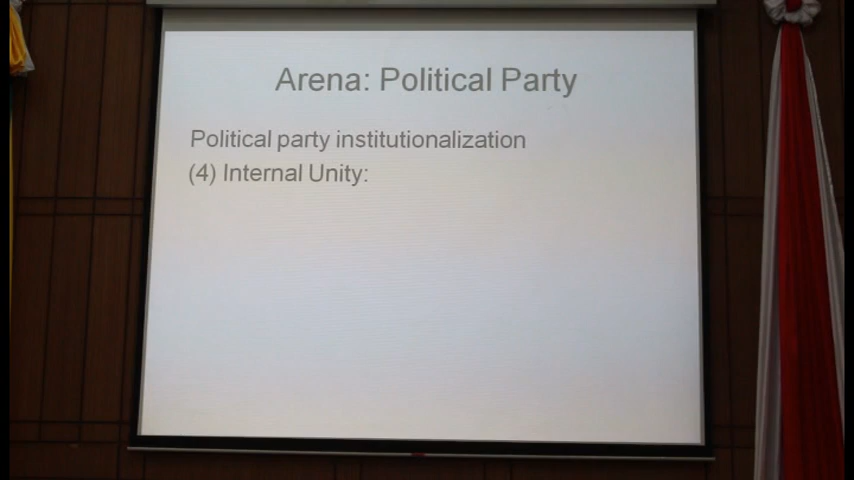 Arena: Political Party
Political party institutionalization
(4) Internal Unity: